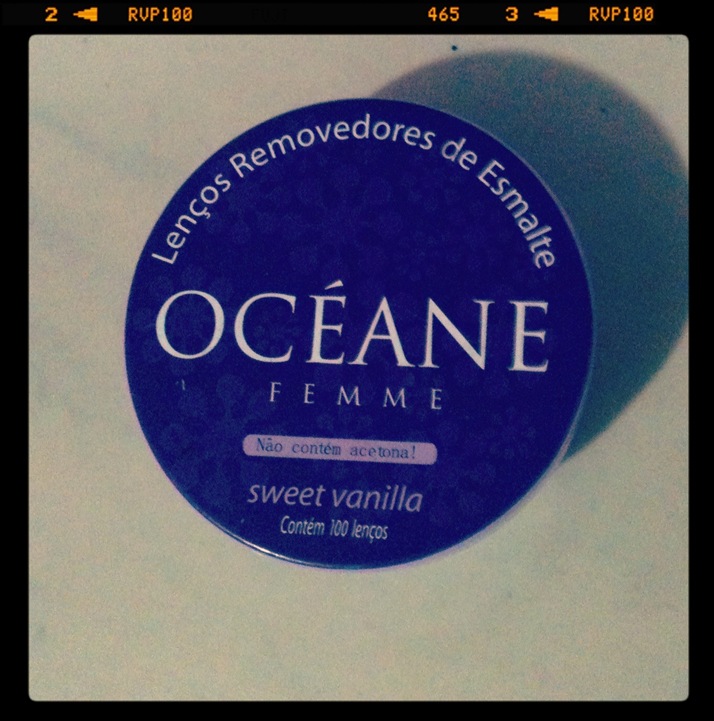 2 RVP100 465 3 RVP100
Lenços Removedores de Esmalte
OCÉANE
FEMME
Não contém acetona!
sweet vanilla
Contém 100 lenços